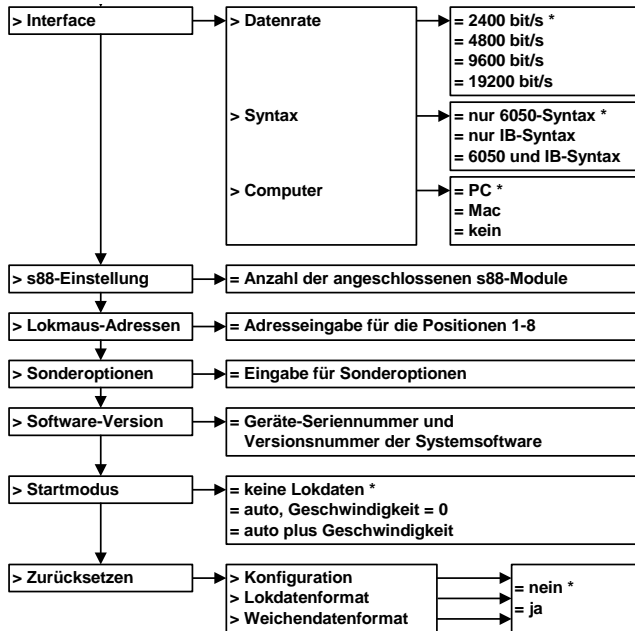 > Interface
> Datenrate
= 2400 bit/s *
= 4800 bit/s
= 9600 bit/s
= 19200 bit/s
> Syntax
= nur 6050-Syntax *
= nur IB-Syntax
= 6050 und IB-Syntax
> Computer
= PC *
= Mac
= kein
> s88-Einstellung
= Anzahl der angeschlossenen s88-Module
> Lokmaus-Adressen
= Adresseingabe für die Positionen 1-8
> Sonderoptionen
= Eingabe für Sonderoptionen
> Software-Version
= Geräte-Seriennummer und
Versionsnummer der Systemsoftware
> Startmodus
= keine Lokdaten *
= auto, Geschwindigkeit = 0
= auto plus Geschwindigkeit
> Zurücksetzen
> Konfiguration
> Lokdatenformat
> Weichendatenformat
= nein *
= ja